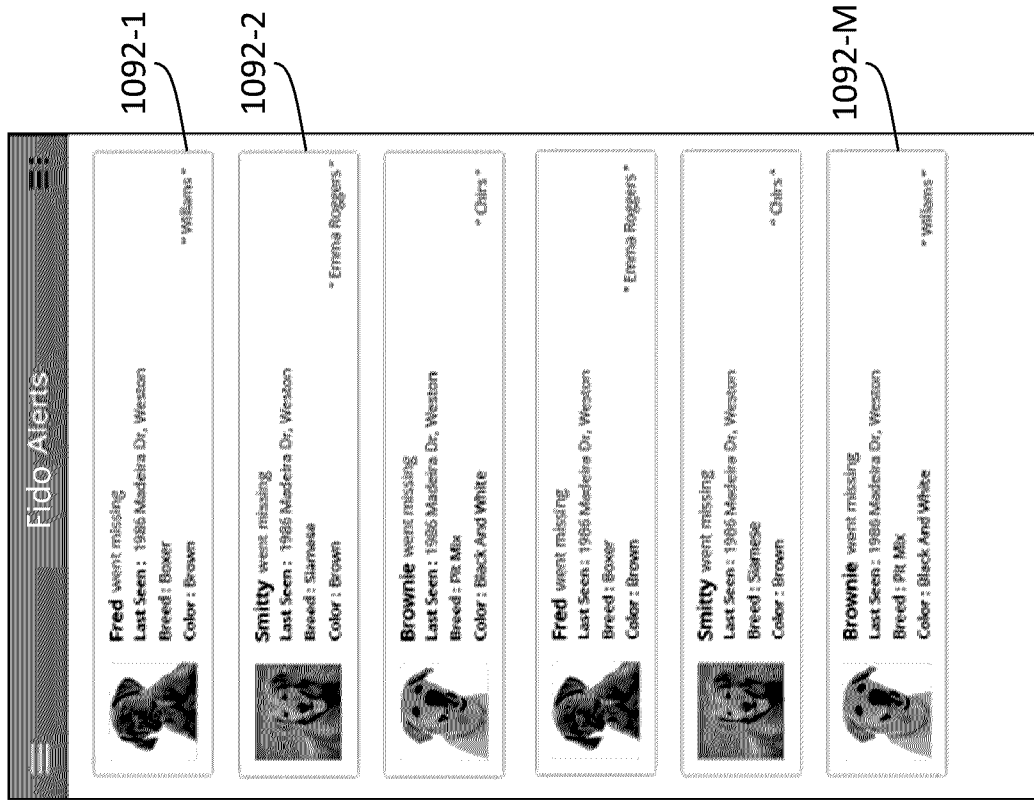 Fido Alerts
Fred went missing
Last Seen : 1986 Madeira Dr, Weston
Breed : Boxer
Color : Brown
" Williams "
1092-1
Smitty went missing
Last Seen : 1986 Madeira Dr, Weston
Breed : Siamese
Color : Brown
" Emma Roggers "
1092-2
Brownie went missing
Last Seen : 1986 Madeira Dr, Weston
Breed : Pit Mix
Color : Black And White
" Chirs "
Fred went missing
Last Seen : 1986 Madeira Dr, Weston
Breed : Boxer
Color : Brown
" Emma Roggers "
Smitty went missing
Last Seen : 1986 Madeira Dr, Weston
Breed : Siamese
Color : Brown
" Chirs "
Brownie went missing
Last Seen : 1986 Madeira Dr, Weston
Breed : Pit Mix
Color : Black And White
" Williams "
1092-M